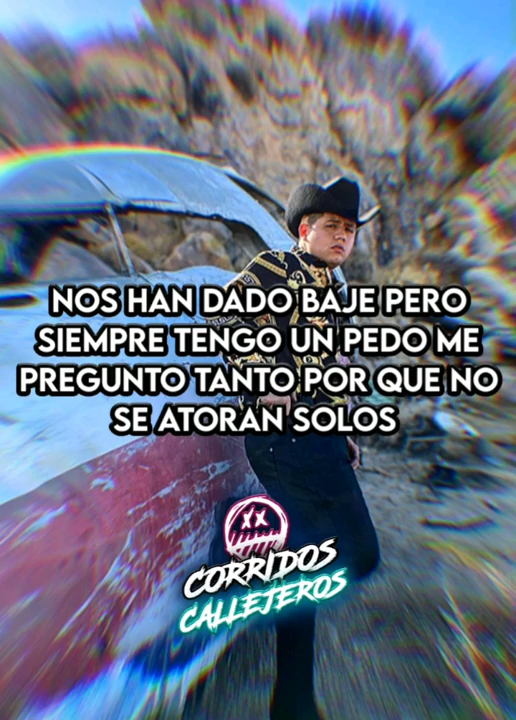 NOS HAN DADO BAJE PERO
SIEMPRE TENGO UN PEDO ME
PREGUNTO TANTO POR QUE NO
SE ATORAN SOLOS
XX
CORRIDOS
CALLEJEROS